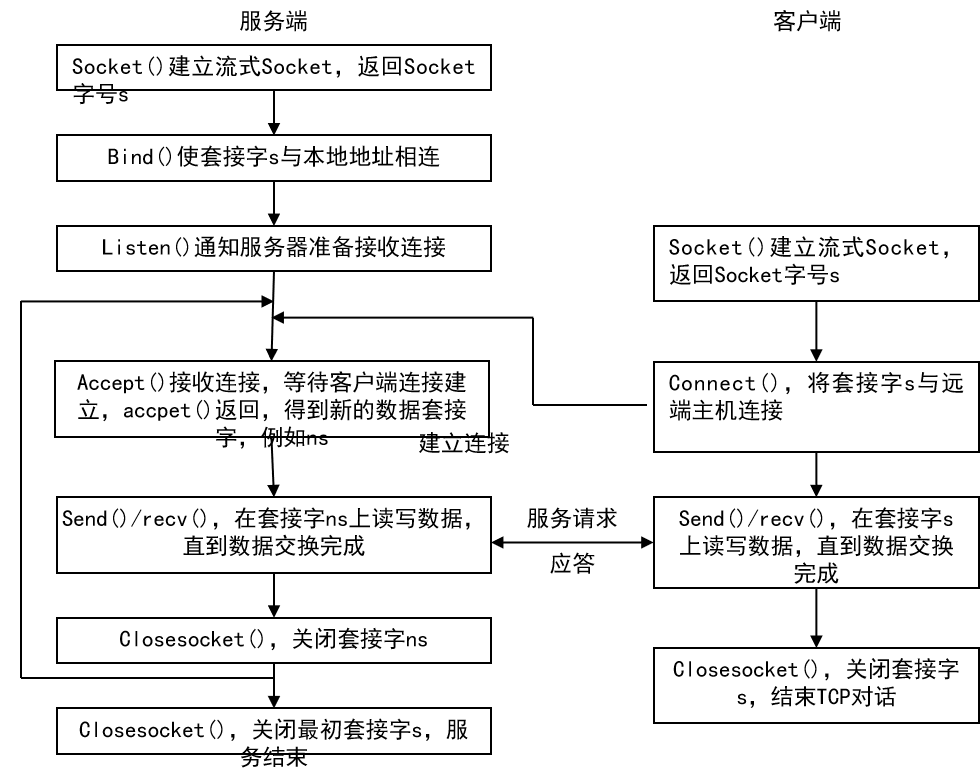 服务端
客户端
Socket()建立流式Socket，返回Socket
字号s
Bind()使套接字s与本地地址相连
Listen()通知服务器准备接收连接
Socket()建立流式Socket，
返回Socket字号s
Accept()接收连接，等待客户端连接建
立，accpet()返回，得到新的数据套接
字，例如ns
建立连接
Connect()，将套接字s与远
端主机连接
Send()/recv()，在套接字ns上读写数据，
直到数据交换完成
服务请求
应答
Send()/recv()，在套接字s
上读写数据，直到数据交换
完成
Closesocket()，关闭套接字ns
Closesocket()，关闭套接字
s，结束TCP对话
Closesocket()，关闭最初套接字s，服
务结束